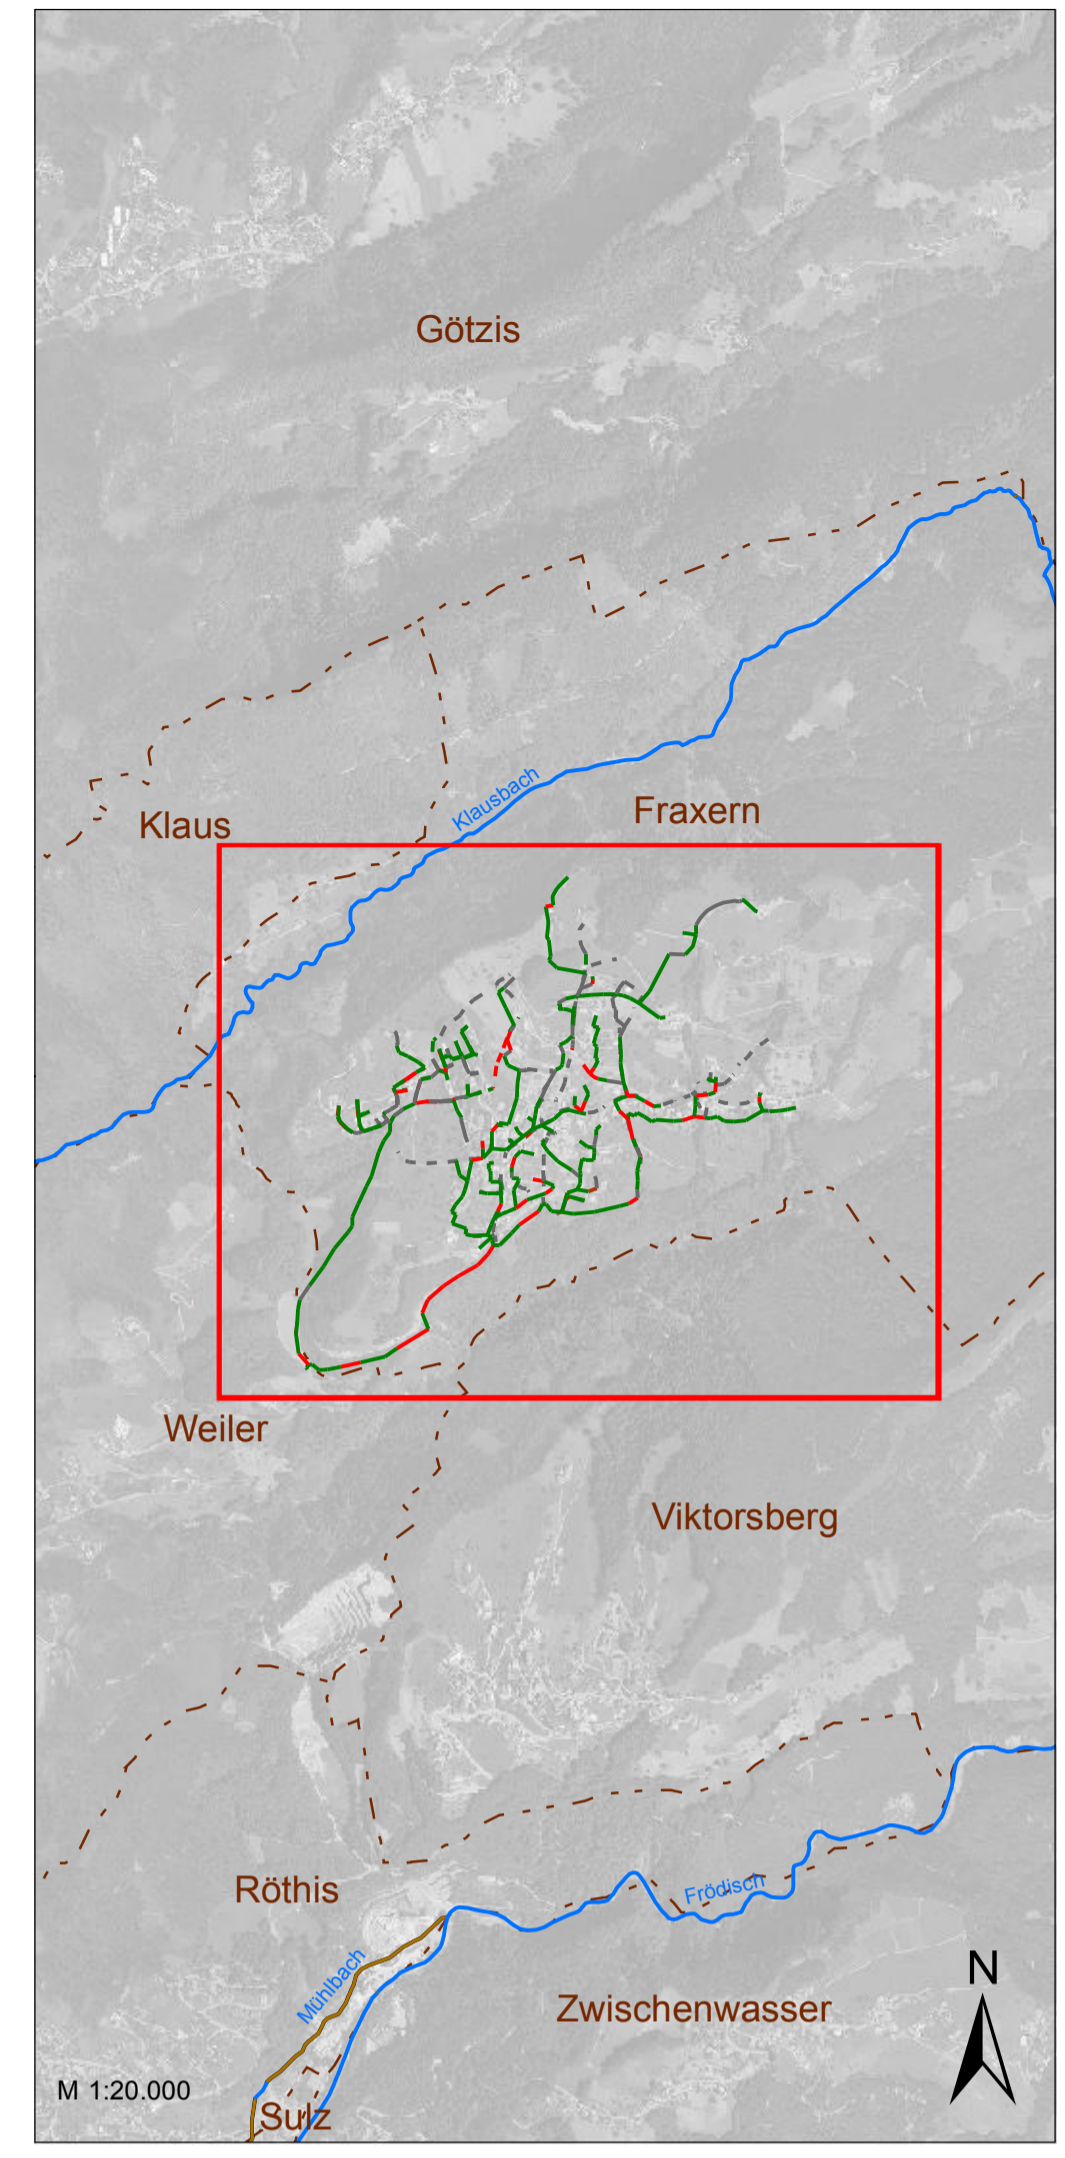 Götzis
Klausbach
Fraxern
Klaus
Weiler
Viktorsberg
Röthis
Frödisch
Mühlbach
N
Zwischenwasser
M 1:20.000
Sulz